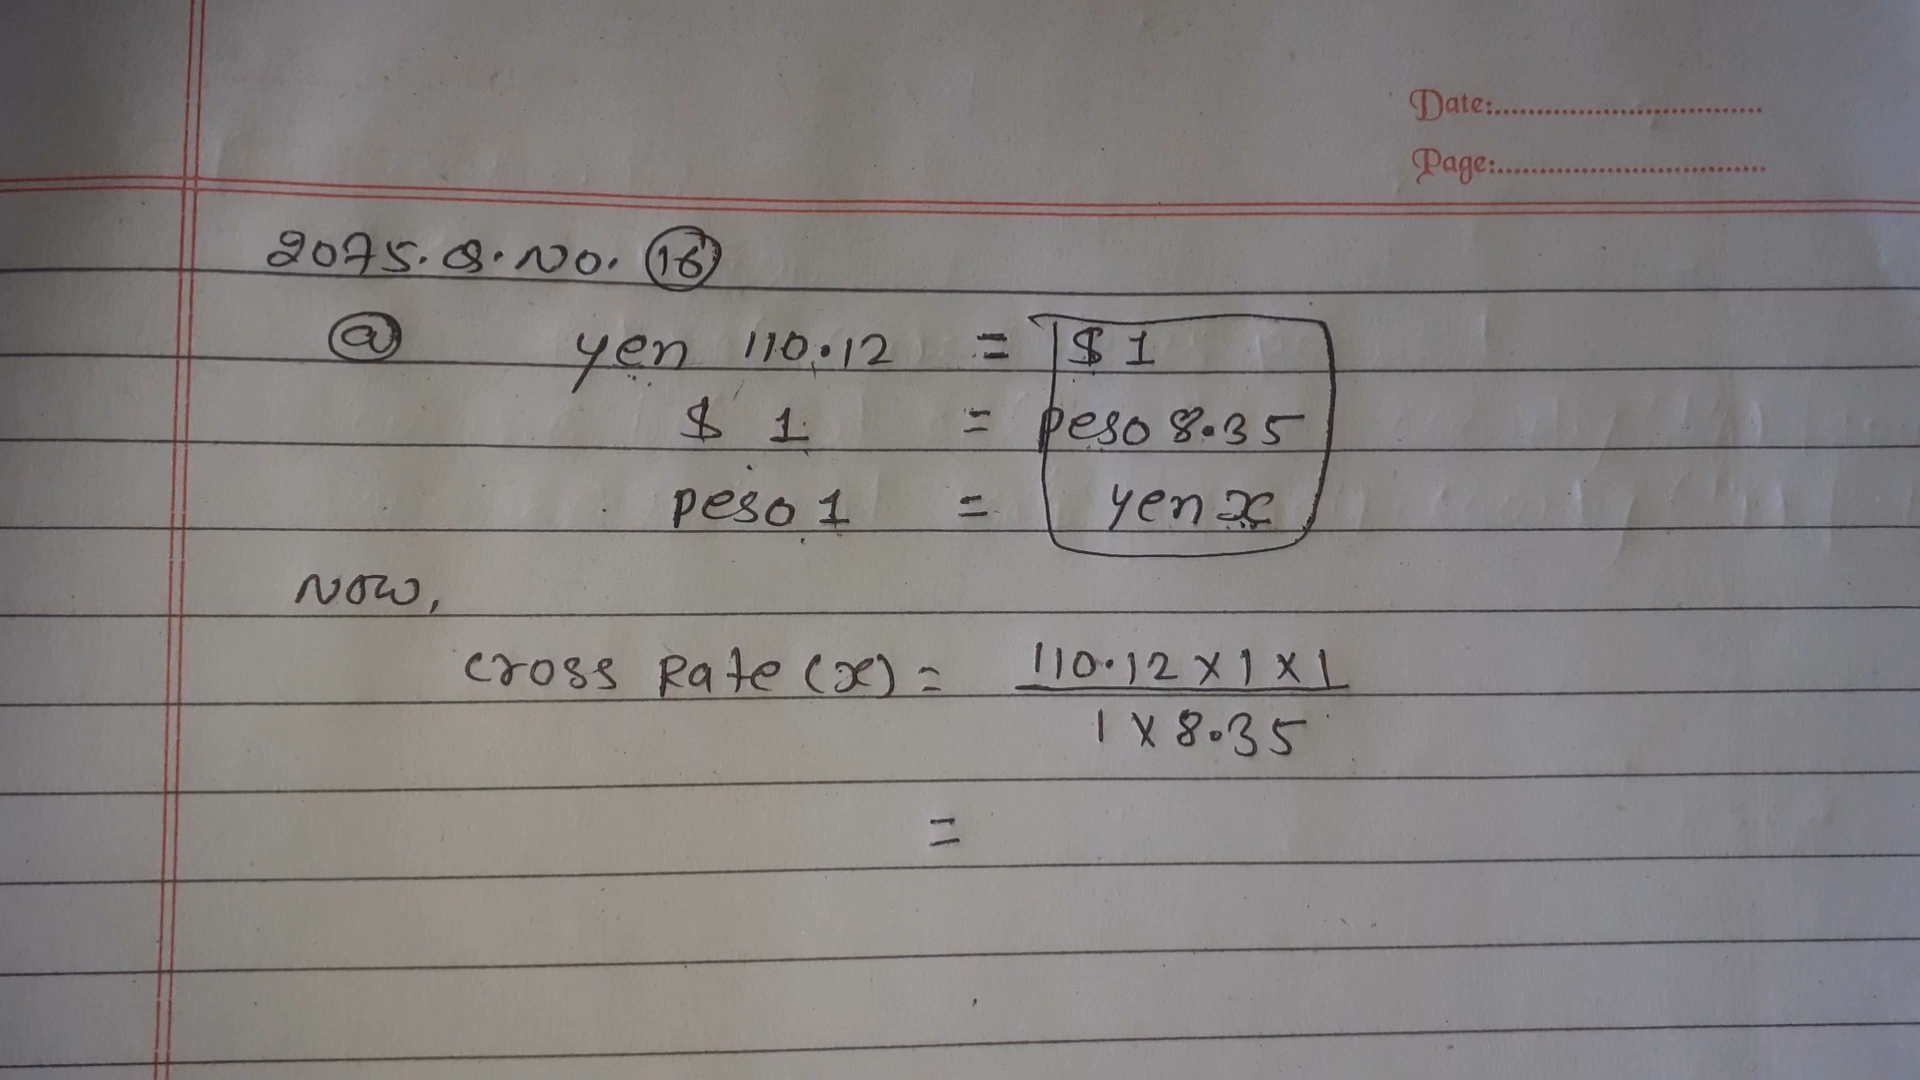 Date:..............................
Page:..............................
2075. Q. No. 16
a yen 110.12 = $ 1
$ 1 = peso 8.35
peso 1 = yen x
Now,
cross Rate (x) = 110.12 x 1 x 1
1 x 8.35
=